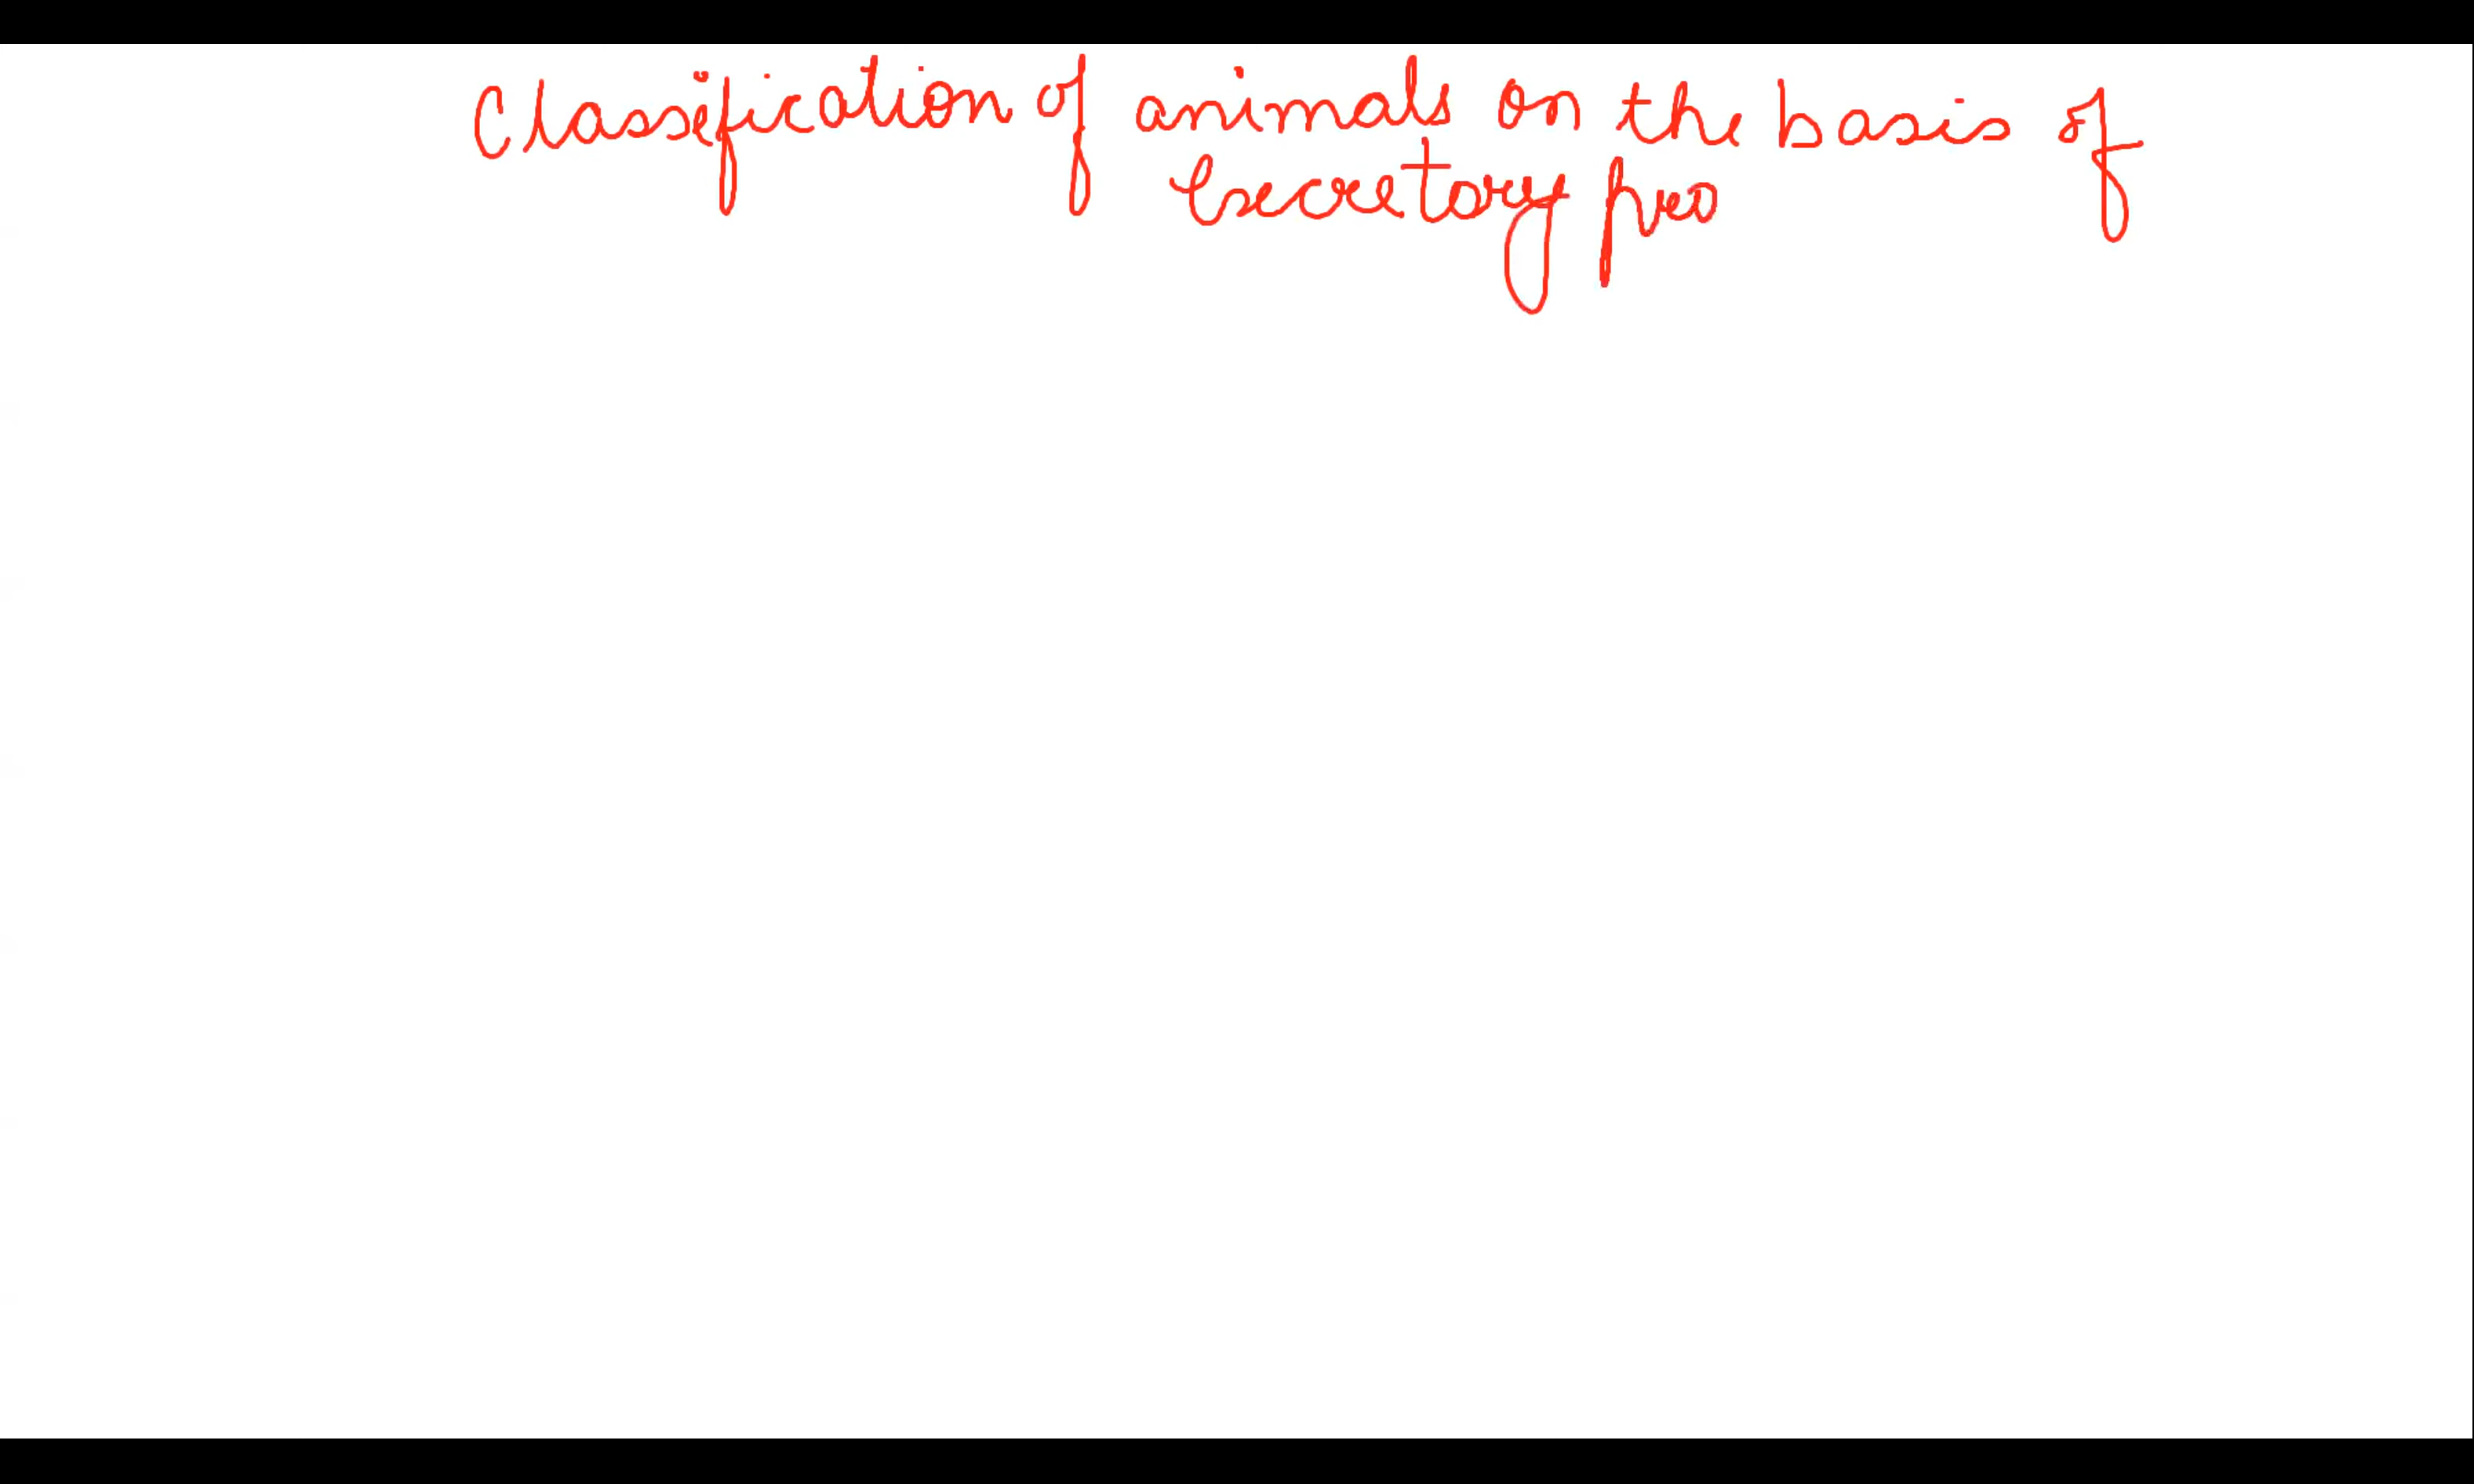 Classification of animals on the basis of
Excretory pro